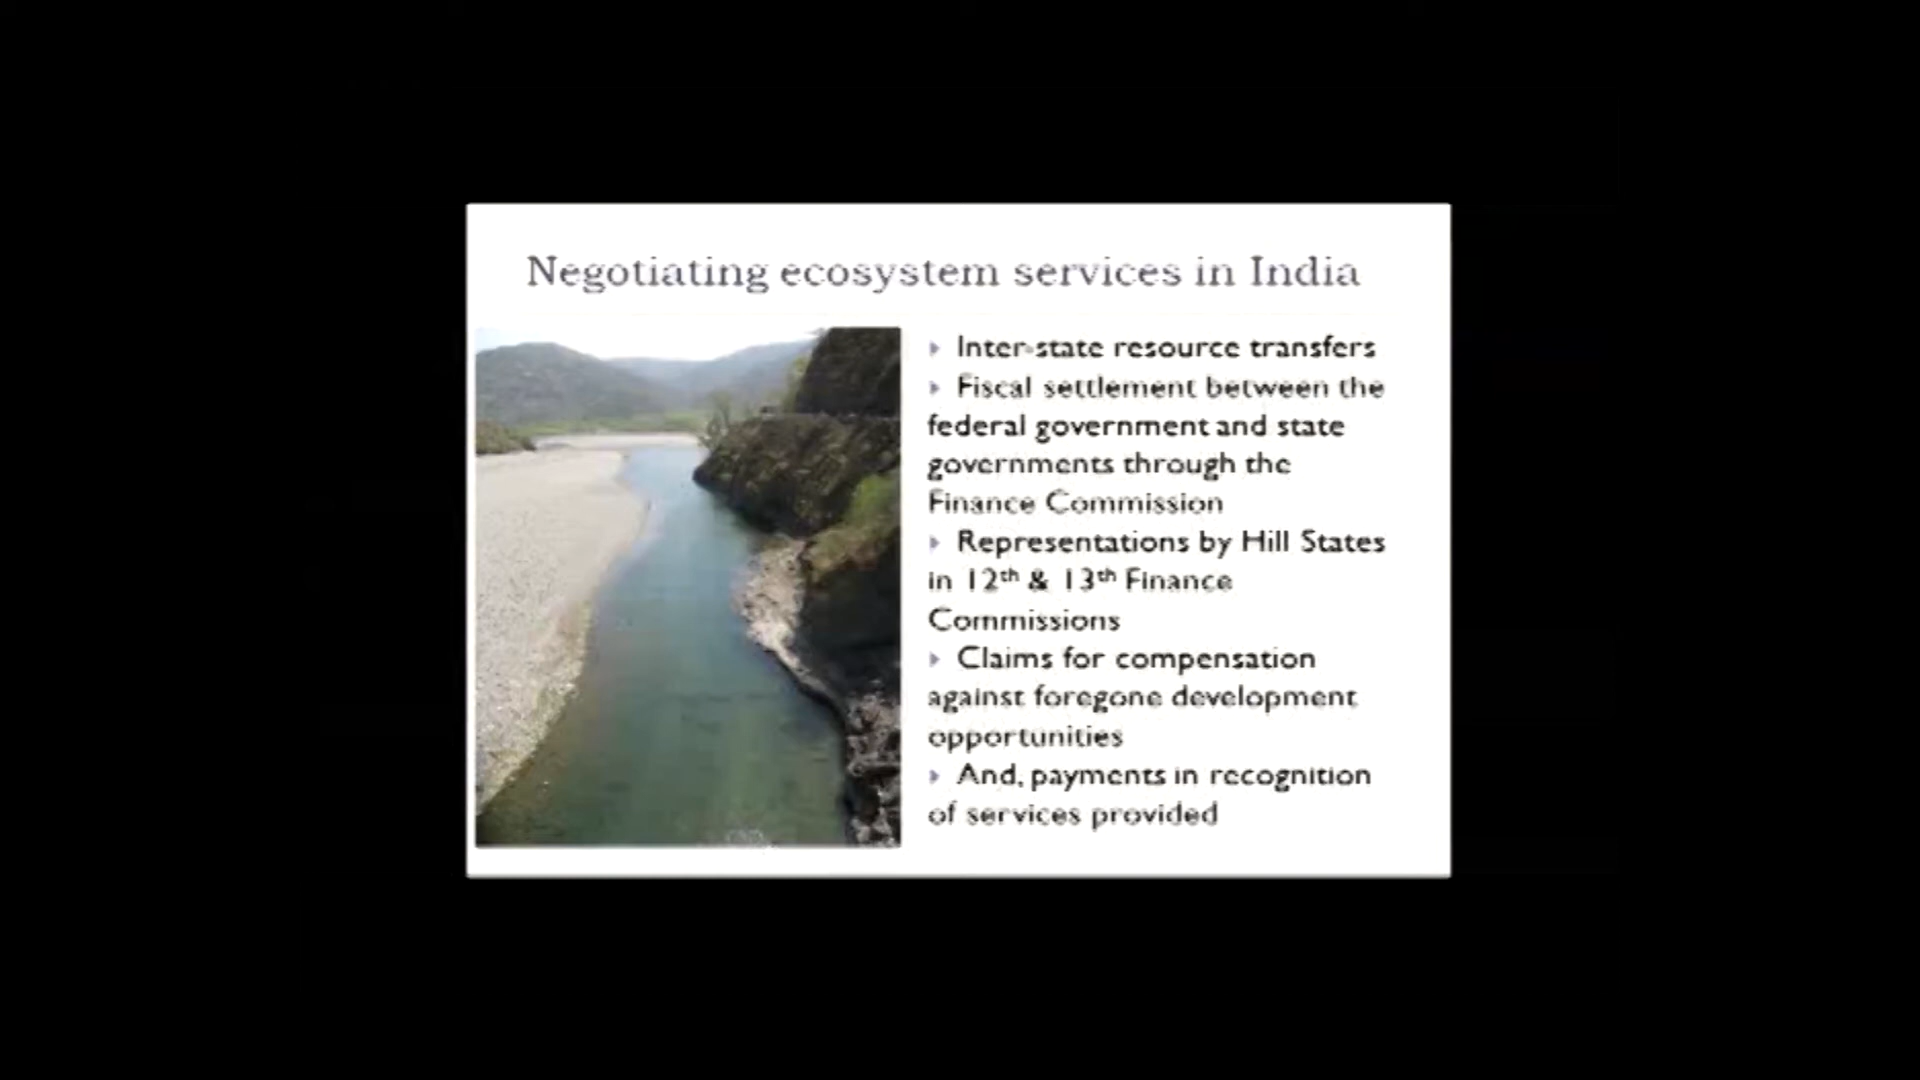 Negotiating ecosystem services in India
Inter-state resource transfers
Fiscal settlement between the
federal government and state
governments through the
Finance Commission
Representations by Hill States
in 12th & 13th Finance
Commissions
Claims for compensation
against foregone development
opportunities
And, payments in recognition
of services provided